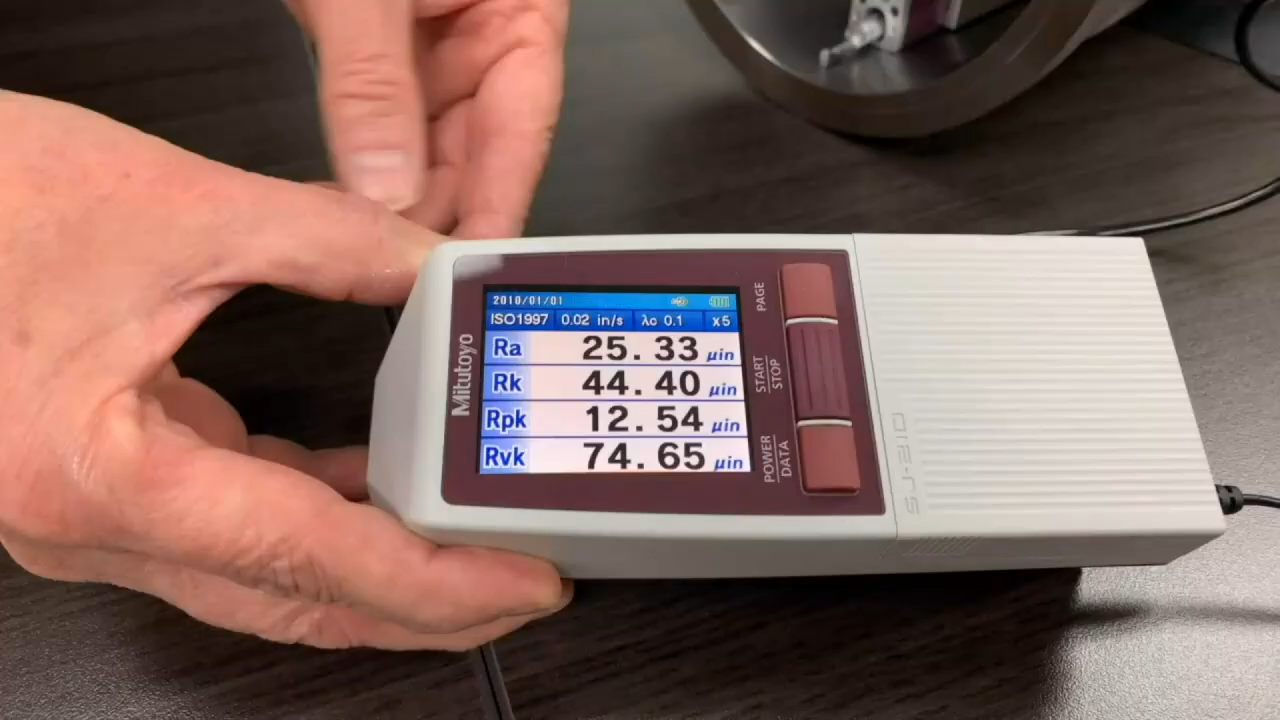 2010/01/01
ISO1997 0.02 in/s λc 0.1 x5
Ra 25.33 µin
Rk 44.40 µin
Rpk 12.54 µin
Rvk 74.65 µin
Mitutoyo
PAGE
START
STOP
POWER
DATA
SJ-210